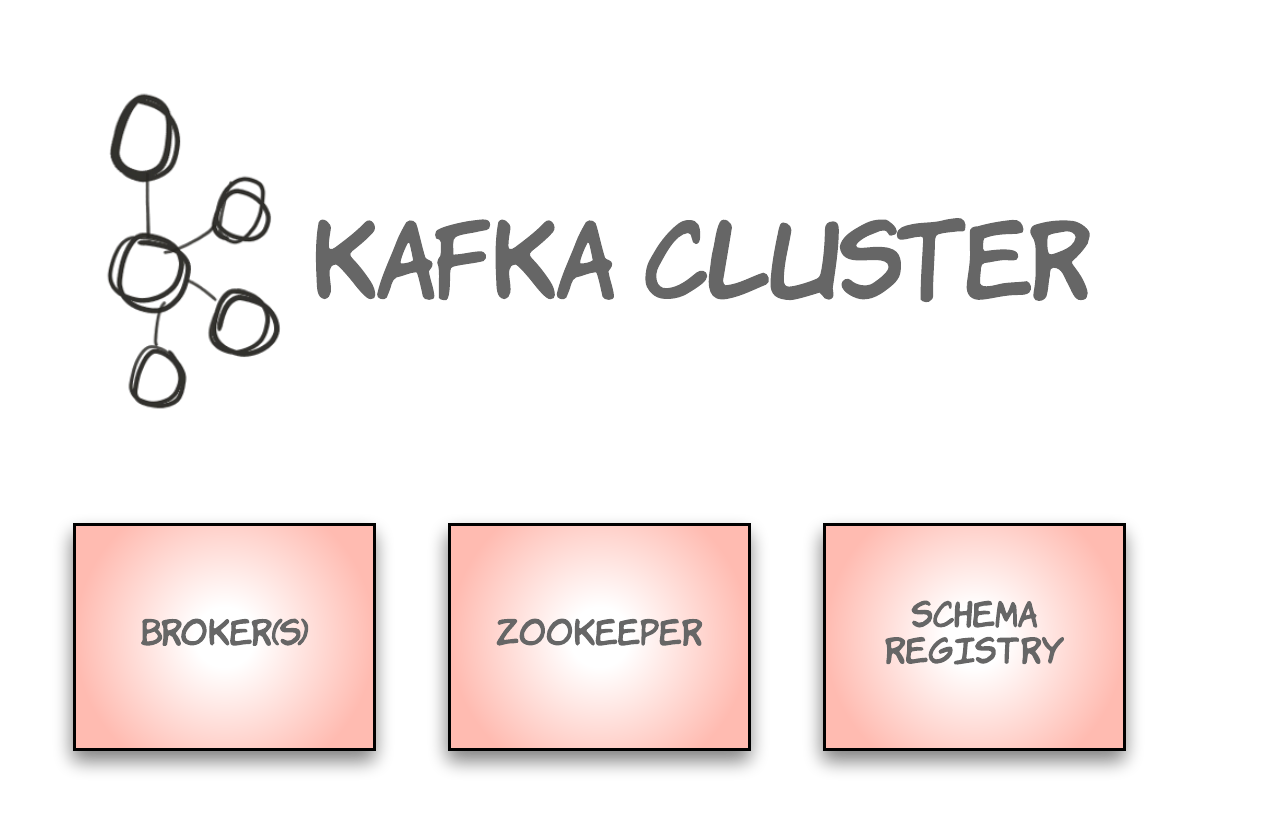 KAFKA CLUSTER
BROKER(S)
ZOOKEEPER
SCHEMA
REGISTRY